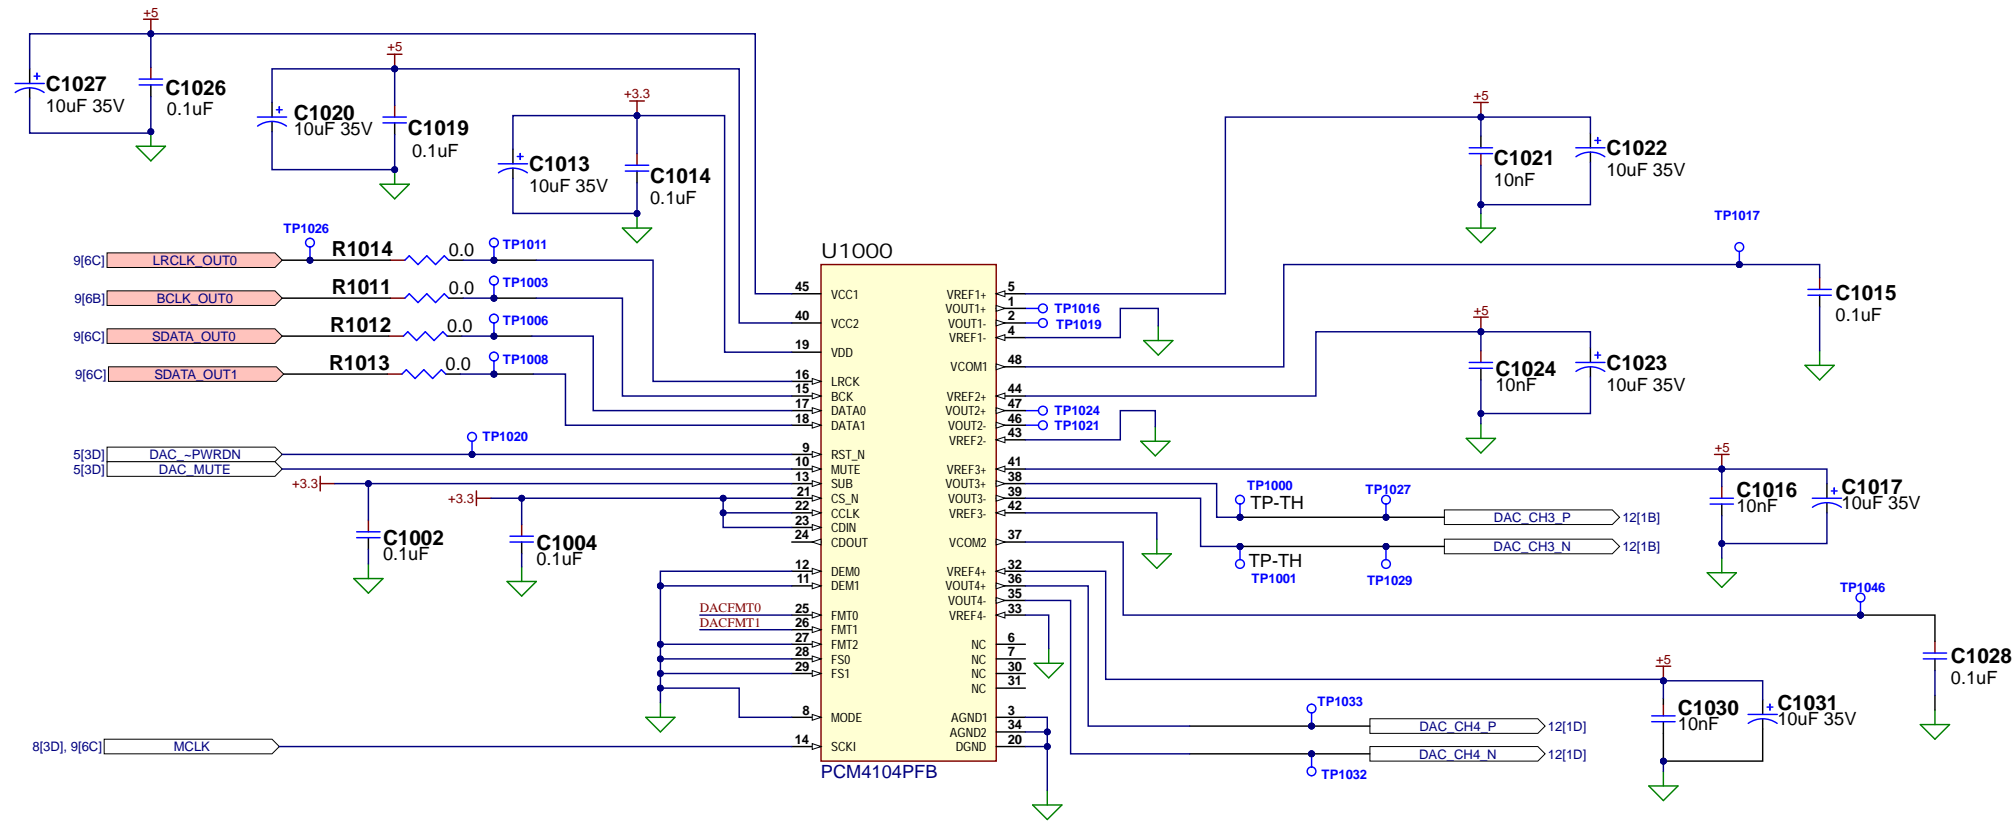 +5
C1027
10uF 35V
C1026
0.1uF
+5
C1020
10uF 35V
C1019
0.1uF
+3.3
C1013
10uF 35V
C1014
0.1uF
+5
C1021
10nF
C1022
10uF 35V
TP1017
C1015
0.1uF
+5
C1024
10nF
C1023
10uF 35V
TP1026
9[6C] LRCLK_OUT0 R1014 0.0 TP1011
9[6B] BCLK_OUT0 R1011 0.0 TP1003
9[6C] SDATA_OUT0 R1012 0.0 TP1006
9[6C] SDATA_OUT1 R1013 0.0 TP1008
TP1020
5[3D] DAC_~PWRDN
5[3D] DAC_MUTE
+3.3
C1002
0.1uF
+3.3
C1004
0.1uF
DACFMT0
DACFMT1
8[3D], 9[6C] MCLK
U1000
45 VCC1
40 VCC2
19 VDD
16 LRCK
15 BCK
17 DATA0
18 DATA1
9 RST_N
10 MUTE
13 SUB
21 CS_N
22 CCLK
23 CDIN
24 CDOUT
12 DEM0
11 DEM1
25 FMT0
26 FMT1
27 FMT2
28 FS0
29 FS1
8 MODE
14 SCKI
VREF1+ 5
VOUT1+ 1 TP1016
VOUT1- 2 TP1019
VREF1- 4
VCOM1 48
VREF2+ 44
VOUT2+ 47 TP1024
VOUT2- 46 TP1021
VREF2- 43
VREF3+ 41
VOUT3+ 38
VOUT3- 39
VREF3- 42
VCOM2 37
VREF4+ 32
VOUT4+ 36
VOUT4- 35
VREF4- 33
NC 6
NC 7
NC 30
NC 31
AGND1 3
AGND2 34
DGND 20
PCM4104PFB
TP1000
TP-TH
TP1027
DAC_CH3_P 12[1B]
DAC_CH3_N 12[1B]
TP-TH
TP1001
TP1029
+5
C1016
10nF
C1017
10uF 35V
TP1046
C1028
0.1uF
+5
C1030
10nF
C1031
10uF 35V
TP1033
DAC_CH4_P 12[1D]
DAC_CH4_N 12[1D]
TP1032